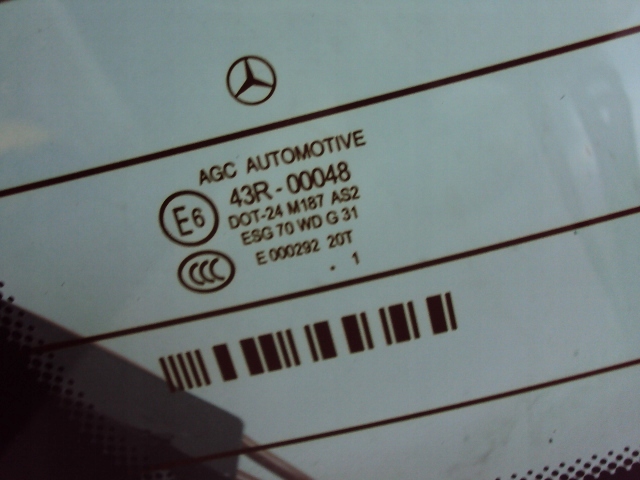 AGC AUTOMOTIVE
43R-00048
E6
DOT-24 M187 AS2
ESG 70 WD G 31
CCC
E 000292 20T
. 1